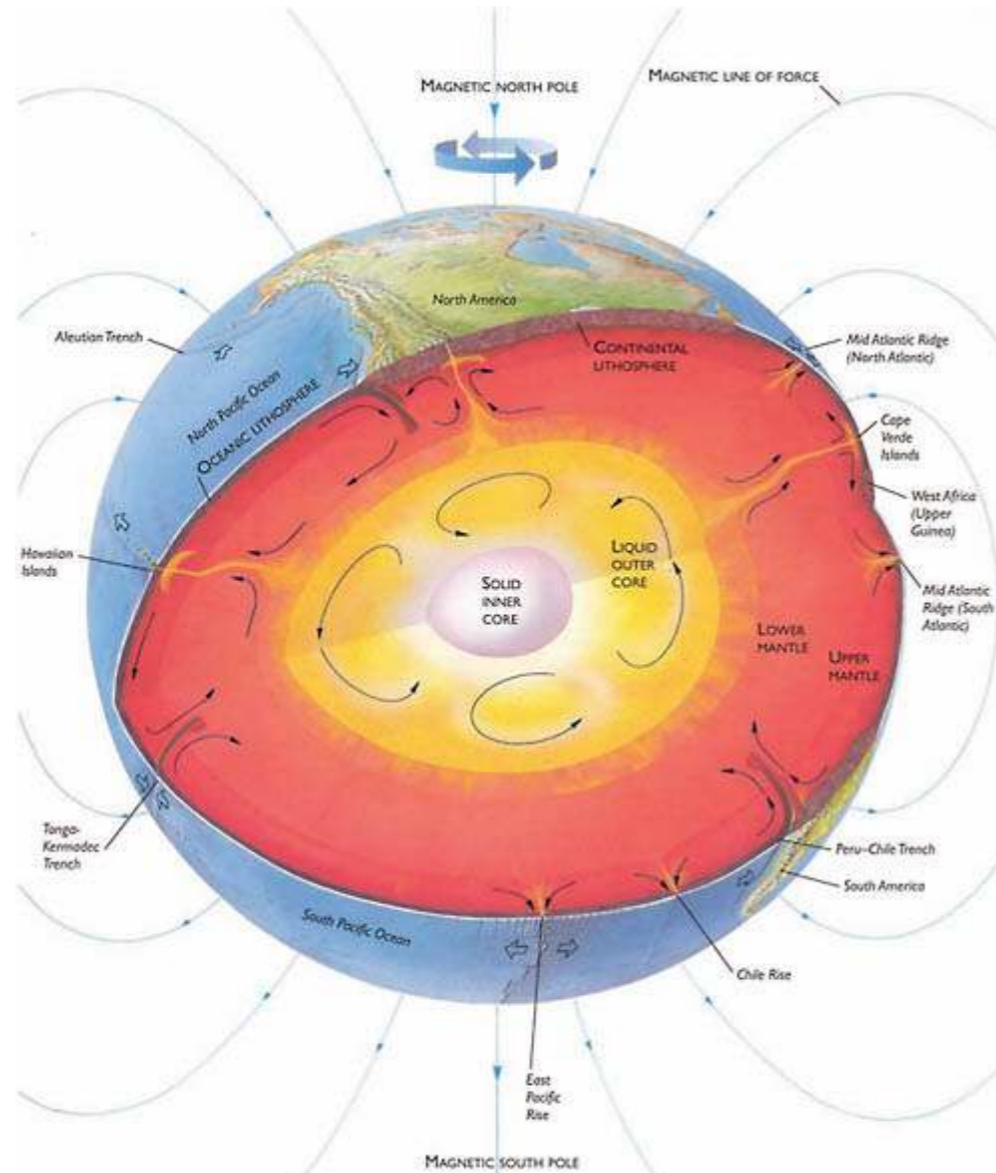 MAGNETIC NORTH POLE
MAGNETIC LINE OF FORCE
North America
Aleutian Trench
CONTINENTAL
LITHOSPHERE
Mid Atlantic Ridge
(North Atlantic)
North Pacific Ocean
OCEANIC LITHOSPHERE
Cape
Verde
Islands
West Africa
(Upper
Guinea)
Hawaiian
Islands
SOLID
INNER
CORE
LIQUID
OUTER
CORE
Mid Atlantic
Ridge (South
Atlantic)
LOWER
MANTLE
UPPER
MANTLE
Tonga-
Kermadec
Trench
Peru–Chile Trench
South America
South Pacific Ocean
Chile Rise
East
Pacific
Rise
MAGNETIC SOUTH POLE